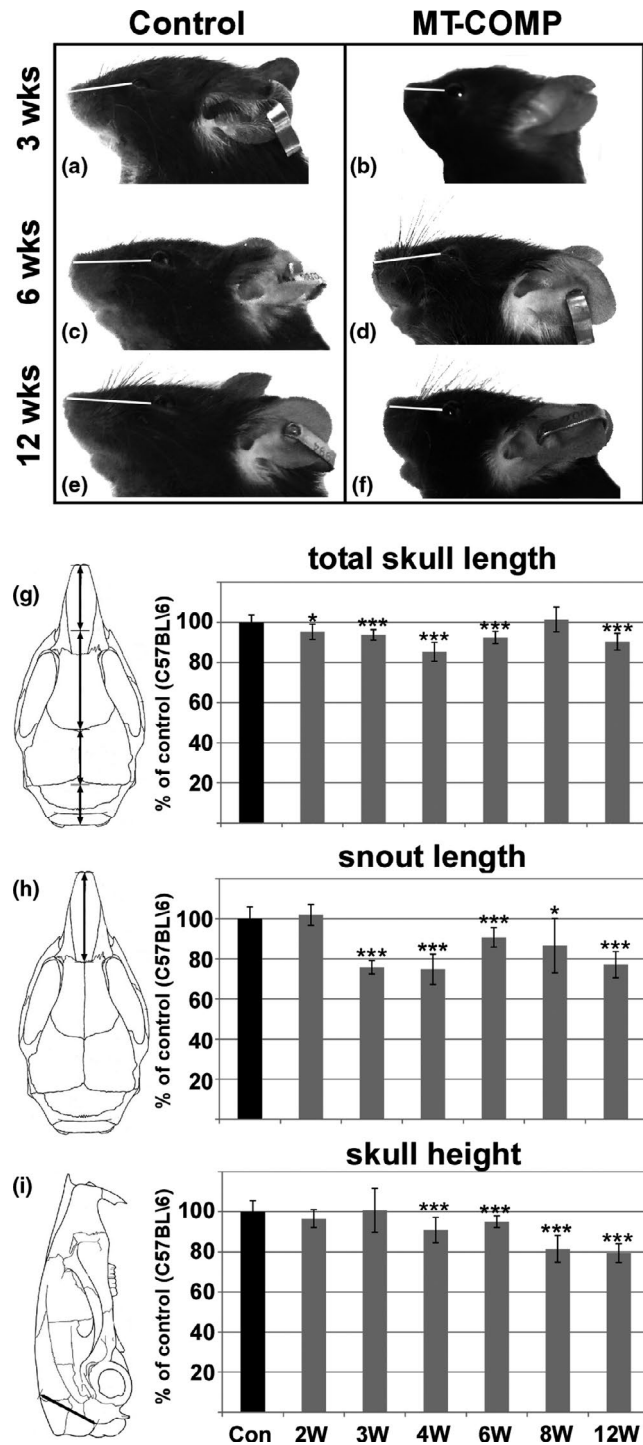 Control MT-COMP
3 wks
(a) (b)
6 wks
(c) (d)
12 wks
(e) (f)
(g)
total skull length
% of control (C57BL\6)
100
80
60
40
20
* *** *** *** ***
(h)
snout length
% of control (C57BL\6)
100
80
60
40
20
*** *** *** * ***
(i)
skull height
% of control (C57BL\6)
100
80
60
40
20
*** *** *** ***
Con 2W 3W 4W 6W 8W 12W